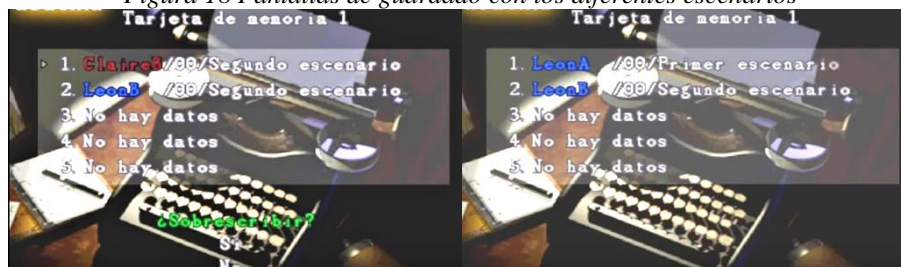 Figura 16 Pantallas de guardado con los diferentes escenarios
Tarjeta de memoria 1
1. ClaireB/00/Segundo escenario
2. LeonB /00/Segundo escenario
3. No hay datos
4. No hay datos
5. No hay datos
¿Sobrescribir?
Sí
Tarjeta de memoria 1
1. LeonA /00/Primer escenario
2. LeonB /00/Segundo escenario
3. No hay datos
4. No hay datos
5. No hay datos